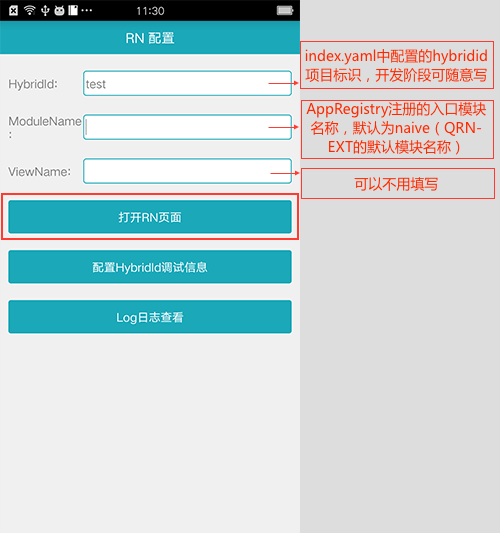 11:30
RN 配置
HybridId:
test
index.yaml中配置的hybridid
项目标识，开发阶段可随意写
ModuleName
:
AppRegistry注册的入口模块
名称，默认为naive（QRN-
EXT的默认模块名称）
ViewName:
可以不用填写
打开RN页面
配置HybridId调试信息
Log日志查看